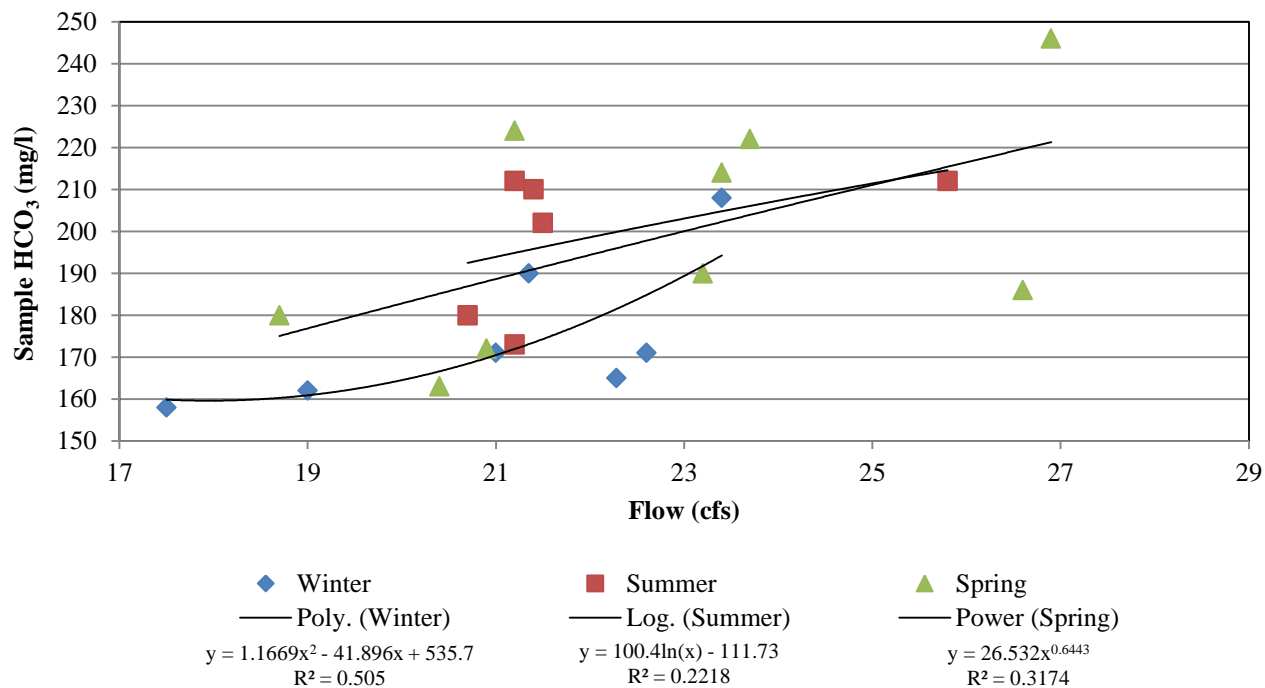 250
240
230
220
210
200
190
180
170
160
150
Sample HCO₃ (mg/l)
17 19 21 23 25 27 29
Flow (cfs)
Winter Summer Spring
Poly. (Winter) Log. (Summer) Power (Spring)
y = 1.1669x² - 41.896x + 535.7 y = 100.4ln(x) - 111.73 y = 26.532x⁰·⁶⁴⁴³
R² = 0.505 R² = 0.2218 R² = 0.3174